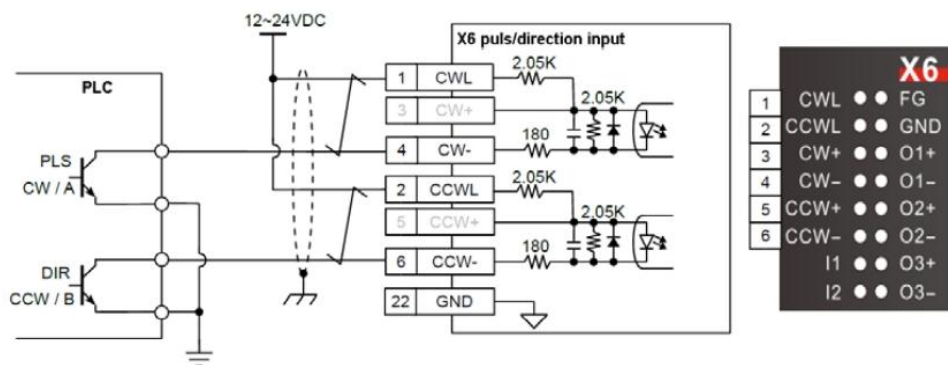 12~24VDC
X6 puls/direction input
PLC
PLS
CW / A
DIR
CCW / B
1 CWL 2.05K
3 CW+ 2.05K
4 CW- 180
2 CCWL 2.05K
5 CCW+ 2.05K
6 CCW- 180
22 GND
X6
1 CWL FG
2 CCWL GND
3 CW+ O1+
4 CW− O1−
5 CCW+ O2+
6 CCW− O2−
I1 O3+
I2 O3−